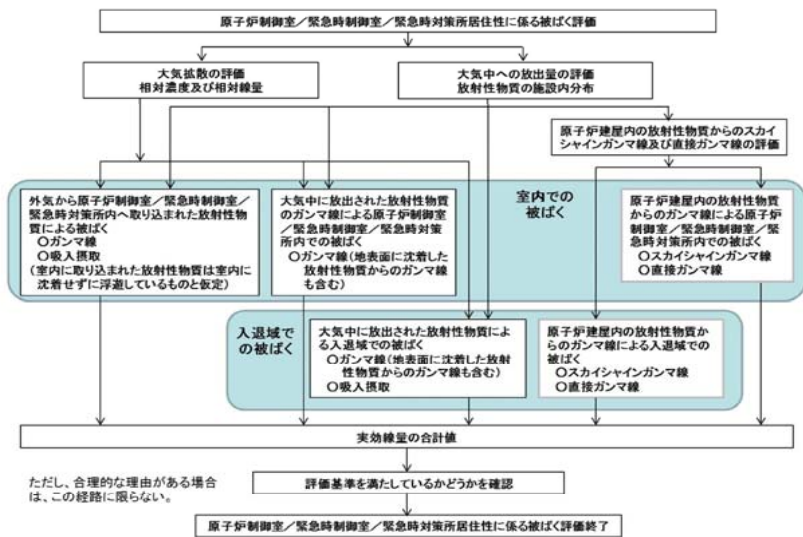 原子炉制御室／緊急時制御室／緊急時対策所居住性に係る被ばく評価
大気拡散の評価
相対濃度及び相対線量
大気中への放出量の評価
放射性物質の施設内分布
原子炉建屋内の放射性物質からのスカイ
シャインガンマ線及び直接ガンマ線の評価
室内での
被ばく
外気から原子炉制御室／緊急時制御室／
緊急時対策所内へ取り込まれた放射性物
質による被ばく
○ガンマ線
○吸入摂取
(室内に取り込まれた放射性物質は室内に
沈着せずに浮遊しているものと仮定)
大気中に放出された放射性物質
のガンマ線による原子炉制御室
／緊急時制御室／緊急時対策
所内での被ばく
○ガンマ線(地表面に沈着した
放射性物質からのガンマ線
も含む)
原子炉建屋内の放射性物質
からのガンマ線による原子炉
制御室／緊急時制御室／緊
急時対策所内での被ばく
○スカイシャインガンマ線
○直接ガンマ線
入退域で
の被ばく
大気中に放出された放射性物質によ
る入退域での被ばく
○ガンマ線(地表面に沈着した放射
性物質からのガンマ線も含む)
○吸入摂取
原子炉建屋内の放射性物質から
のガンマ線による入退域での被
ばく
○スカイシャインガンマ線
○直接ガンマ線
実効線量の合計値
ただし、合理的な理由がある場合
は、この経路に限らない。
評価基準を満たしているかどうかを確認
原子炉制御室／緊急時制御室／緊急時対策所居住性に係る被ばく評価終了